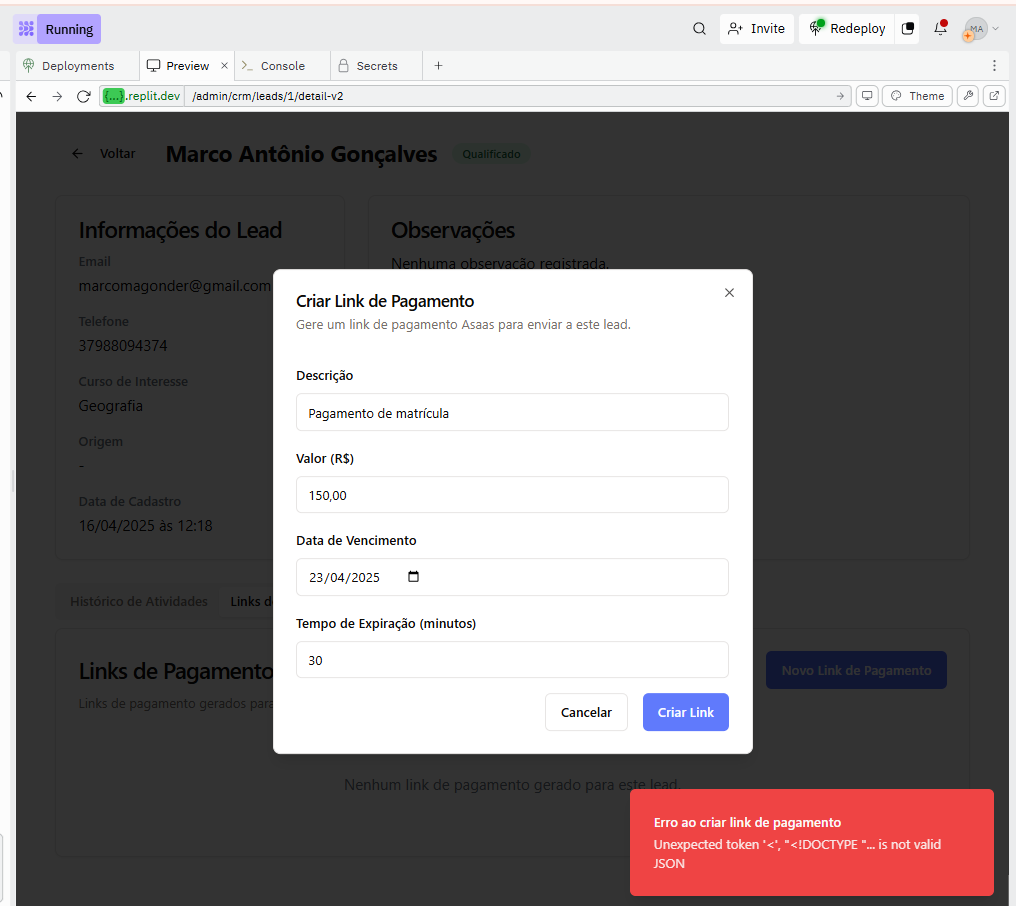 Running
Invite
Redeploy
MA
Deployments
Preview
Console
Secrets
{...}.replit.dev
/admin/crm/leads/1/detail-v2
Theme
Voltar
Marco Antônio Gonçalves
Qualificado
Informações do Lead
Email
marcomagonder@gmail.com
Telefone
37988094374
Curso de Interesse
Geografia
Origem
-
Data de Cadastro
16/04/2025 às 12:18
Observações
Nenhuma observação registrada.
Criar Link de Pagamento
Gere um link de pagamento Asaas para enviar a este lead.
Descrição
Pagamento de matrícula
Valor (R$)
150,00
Data de Vencimento
23/04/2025
Tempo de Expiração (minutos)
30
Cancelar
Criar Link
Histórico de Atividades
Links d
Links de Pagamento
Links de pagamento gerados para
Novo Link de Pagamento
Nenhum link de pagamento gerado para este lead.
Erro ao criar link de pagamento
Unexpected token '<', "<!DOCTYPE "... is not valid
JSON